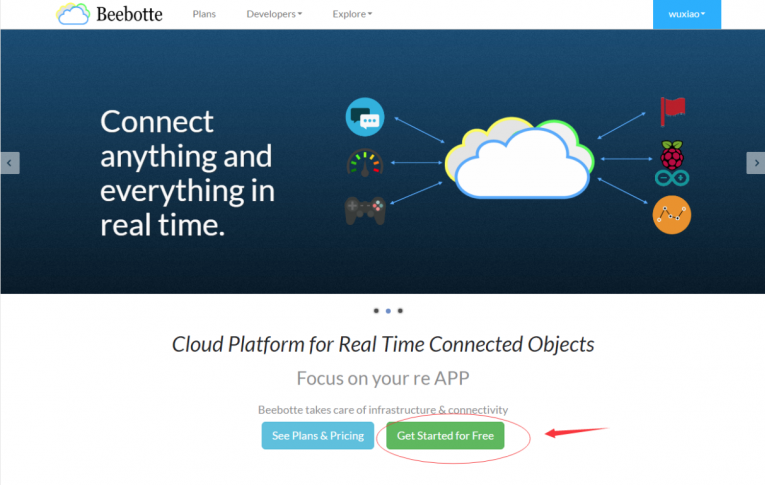 Beebotte
Plans
Developers
Explore
wuxiao
Connect
anything and
everything in
real time.
Cloud Platform for Real Time Connected Objects
Focus on your re APP
Beebotte takes care of infrastructure & connectivity
See Plans & Pricing
Get Started for Free